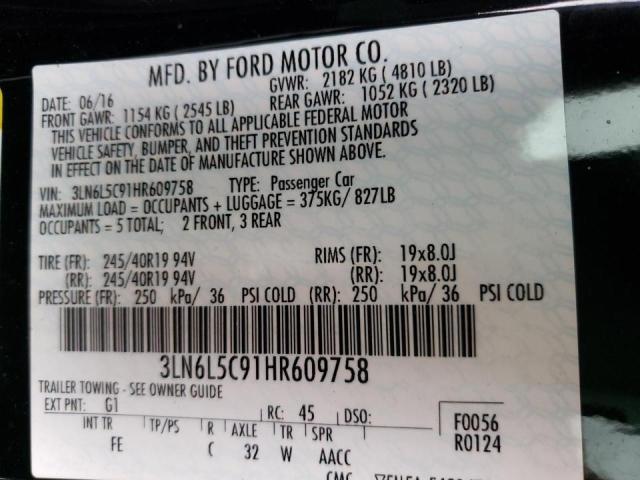 MFD. BY FORD MOTOR CO.
DATE: 06/16 GVWR: 2182 KG ( 4810 LB)
FRONT GAWR: 1154 KG ( 2545 LB) REAR GAWR: 1052 KG ( 2320 LB)
THIS VEHICLE CONFORMS TO ALL APPLICABLE FEDERAL MOTOR
VEHICLE SAFETY, BUMPER, AND THEFT PREVENTION STANDARDS
IN EFFECT ON THE DATE OF MANUFACTURE SHOWN ABOVE.
VIN: 3LN6L5C91HR609758 TYPE: Passenger Car
MAXIMUM LOAD = OCCUPANTS + LUGGAGE = 375KG/ 827LB
OCCUPANTS = 5 TOTAL; 2 FRONT, 3 REAR
TIRE (FR): 245/40R19 94V RIMS (FR): 19x8.0J
(RR): 245/40R19 94V (RR): 19x8.0J
PRESSURE (FR): 250 kPa/ 36 PSI COLD (RR): 250 kPa/ 36 PSI COLD
3LN6L5C91HR609758
TRAILER TOWING - SEE OWNER GUIDE
EXT PNT: G1 RC: 45 DSO: F0056
INT TR TP/PS R AXLE TR SPR R0124
FE C 32 W AACC